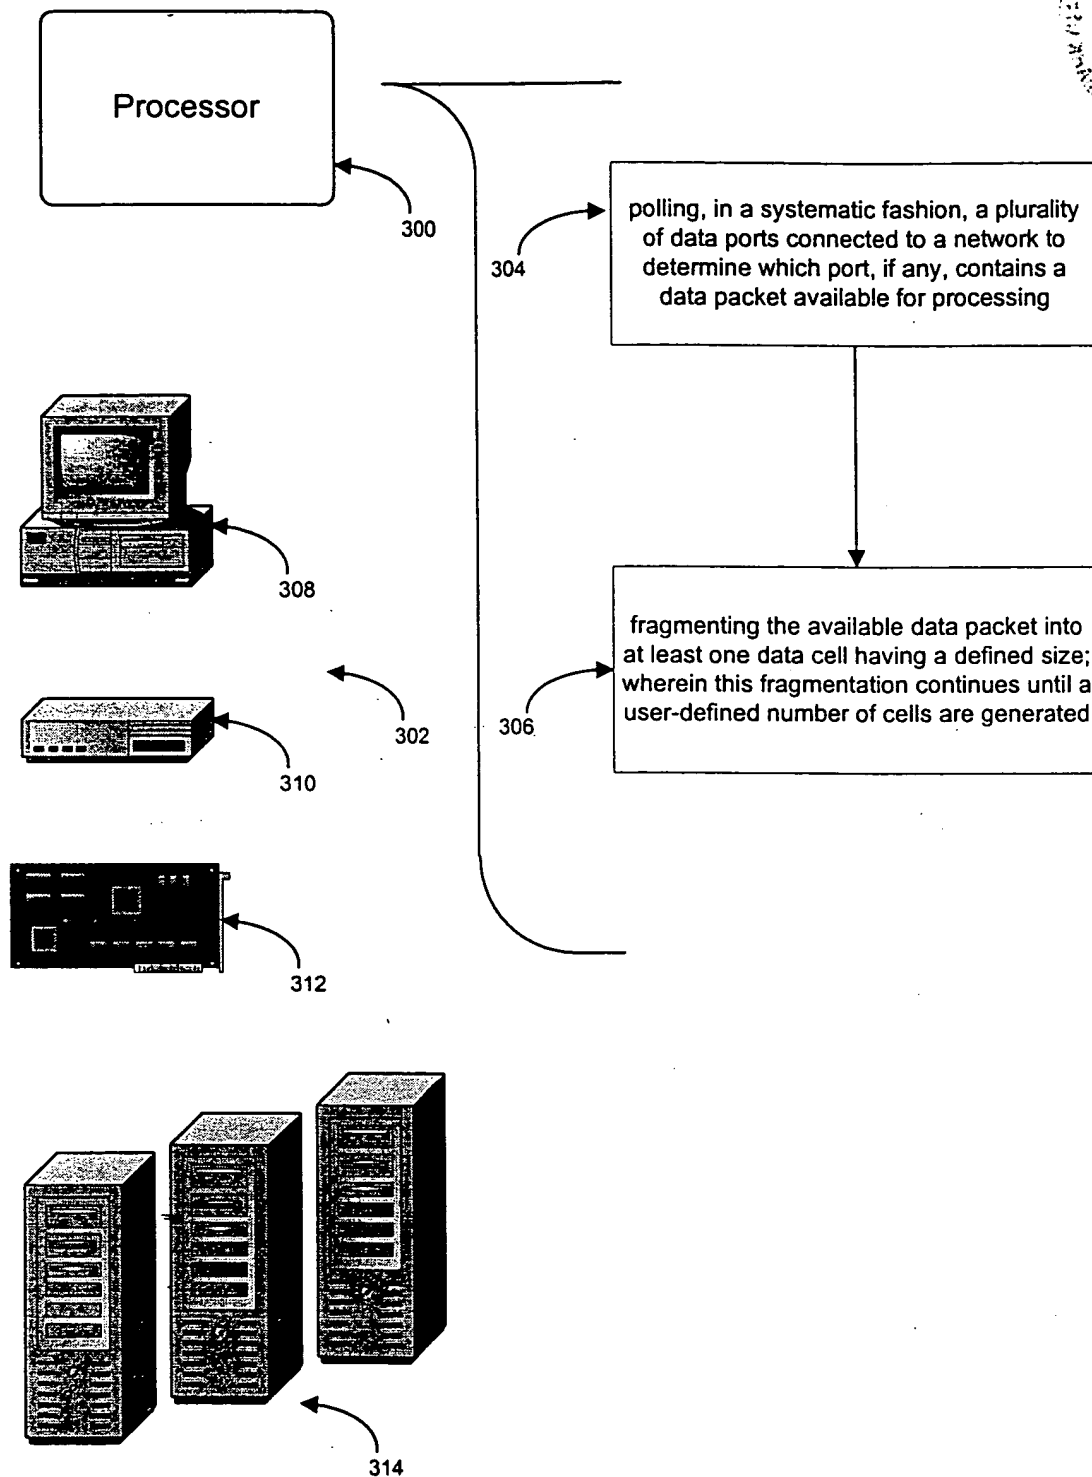 Processor
300
304
polling, in a systematic fashion, a plurality
of data ports connected to a network to
determine which port, if any, contains a
data packet available for processing
308
302
310
306
fragmenting the available data packet into
at least one data cell having a defined size;
wherein this fragmentation continues until a
user-defined number of cells are generated
312
314